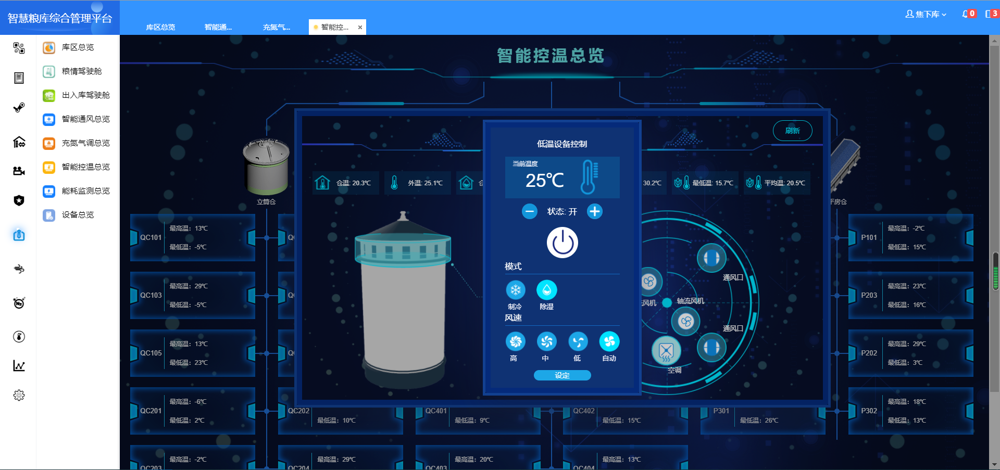 智慧粮库综合管理平台
库区总览
智能通...
充氮气...
智能控...
焦下库
0
3
库区总览
粮情驾驶舱
出入库驾驶舱
智能通风总览
充氮气调总览
智能控温总览
能耗监测总览
设备总览
N2
智能控温总览
刷新
立筒仓
平房仓
仓温: 20.3℃
外温: 25.1℃
30.2℃
最低温: 15.7℃
平均温: 20.5℃
低温设备控制
当前温度
25℃
状态: 开
模式
制冷
除湿
风速
高
中
低
自动
设定
通风口
风机
轴流风机
通风口
空调
QC101
最高温: 13℃
最低温: -5℃
QC103
最高温: 29℃
最低温: -5℃
QC105
最高温: 13℃
最低温: 23℃
QC201
最高温: -6℃
最低温: 2℃
QC202
最低温: 10℃
QC401
最低温: 9℃
QC402
最低温: 15℃
P301
最低温: 26℃
P101
最高温: -2℃
最低温: 15℃
P203
最高温: 23℃
最低温: 16℃
P202
最高温: 29℃
最低温: 3℃
P302
最高温: 18℃
最低温: 13℃
QC203
最高温: -2℃
QC204
最高温: 29℃
QC403
最高温: 20℃
QC404
最高温: 13℃